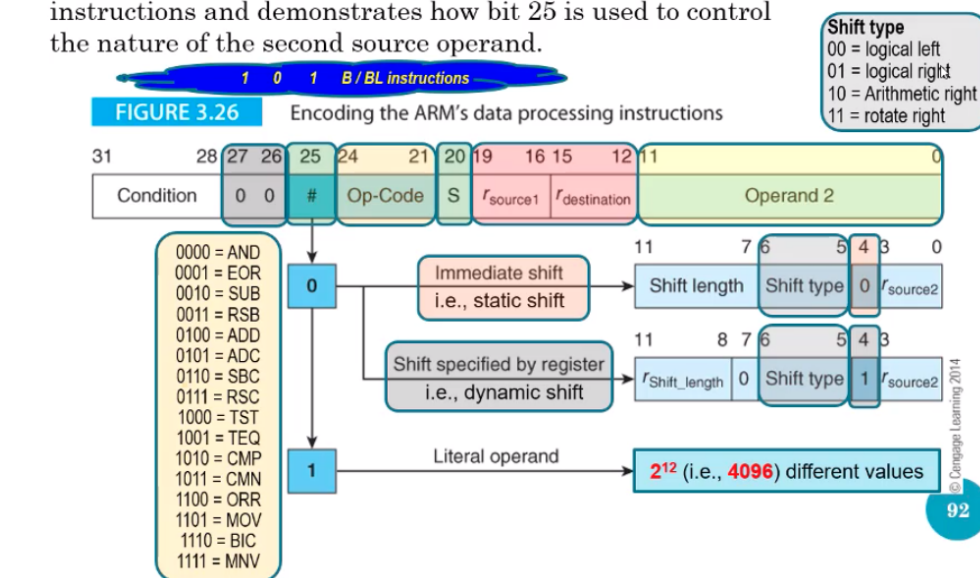 instructions and demonstrates how bit 25 is used to control
the nature of the second source operand.
Shift type
00 = logical left
01 = logical right
10 = Arithmetic right
11 = rotate right
1 0 1 B / BL instructions
FIGURE 3.26 Encoding the ARM's data processing instructions
31 28 27 26 25 24 21 20 19 16 15 12 11 0
Condition 0 0 # Op-Code S rsource1 rdestination Operand 2
0000 = AND
0001 = EOR
0010 = SUB
0011 = RSB
0100 = ADD
0101 = ADC
0110 = SBC
0111 = RSC
1000 = TST
1001 = TEQ
1010 = CMP
1011 = CMN
1100 = ORR
1101 = MOV
1110 = BIC
1111 = MNV
11 7 6 5 4 3 0
0 Immediate shift
i.e., static shift
Shift length Shift type 0 rsource2
11 8 7 6 5 4 3
Shift specified by register
i.e., dynamic shift
rShift_length 0 Shift type 1 rsource2
1 Literal operand 2¹² (i.e., 4096) different values
© Cengage Learning 2014
92